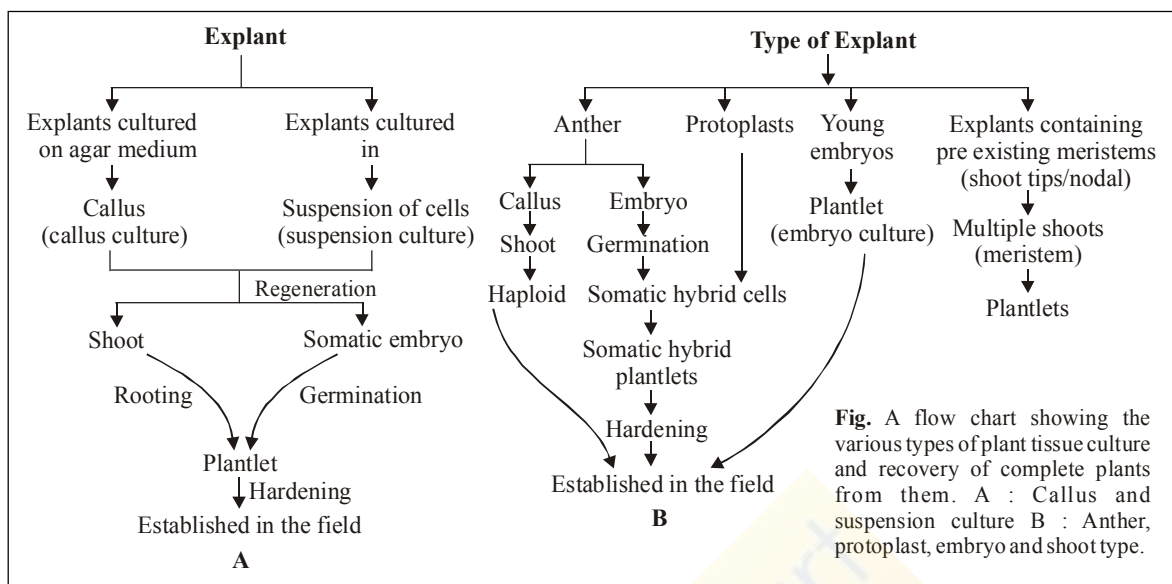 Explant
Explants cultured
on agar medium
Explants cultured
in
Callus
(callus culture)
Suspension of cells
(suspension culture)
Regeneration
Shoot
Somatic embryo
Rooting
Germination
Plantlet
Hardening
Established in the field
A
Type of Explant
Anther
Protoplasts
Young
embryos
Explants containing
pre existing meristems
(shoot tips/nodal)
Callus
Embryo
Plantlet
(embryo culture)
Multiple shoots
(meristem)
Shoot
Germination
Haploid
Somatic hybrid cells
Plantlets
Somatic hybrid
plantlets
Hardening
Established in the field
B
Fig. A flow chart showing the
various types of plant tissue culture
and recovery of complete plants
from them. A : Callus and
suspension culture B : Anther,
protoplast, embryo and shoot type.